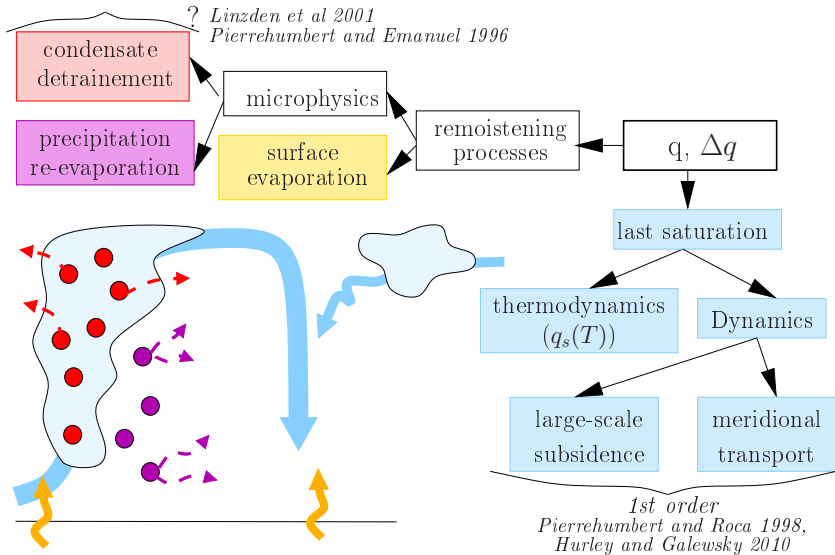 ? Linzden et al 2001
Pierrehumbert and Emanuel 1996
condensate
detrainement
microphysics
precipitation
re-evaporation
surface
evaporation
remoistening
processes
q, Δq
last saturation
thermodynamics
(qₛ(T))
Dynamics
large-scale
subsidence
meridional
transport
1st order
Pierrehumbert and Roca 1998,
Hurley and Galewsky 2010